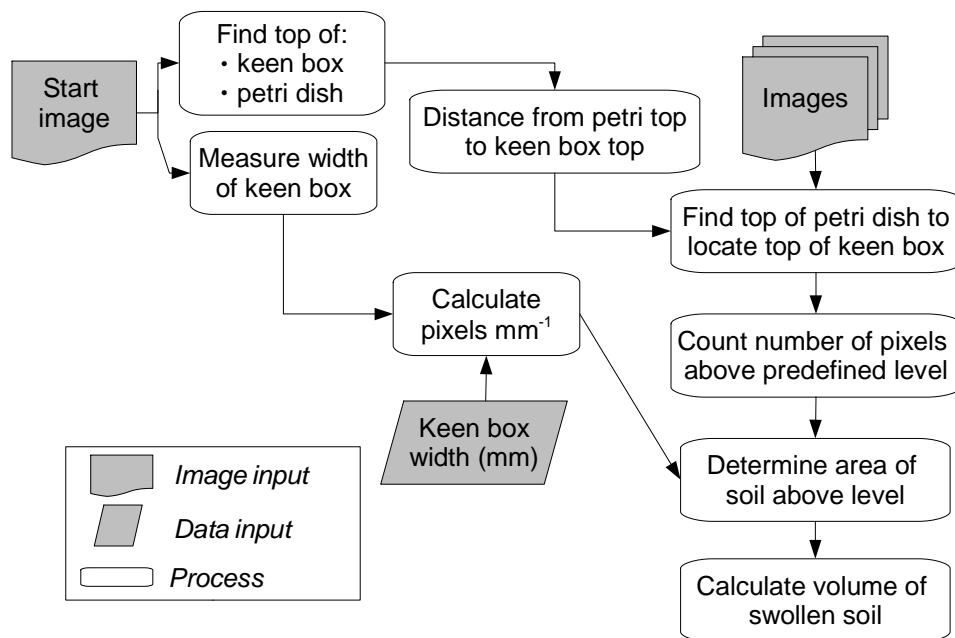 Start
image
Find top of:
• keen box
• petri dish
Measure width
of keen box
Distance from petri top
to keen box top
Images
Find top of petri dish to
locate top of keen box
Calculate
pixels mm⁻¹
Count number of pixels
above predefined level
Keen box
width (mm)
Determine area of
soil above level
Calculate volume of
swollen soil
Image input
Data input
Process